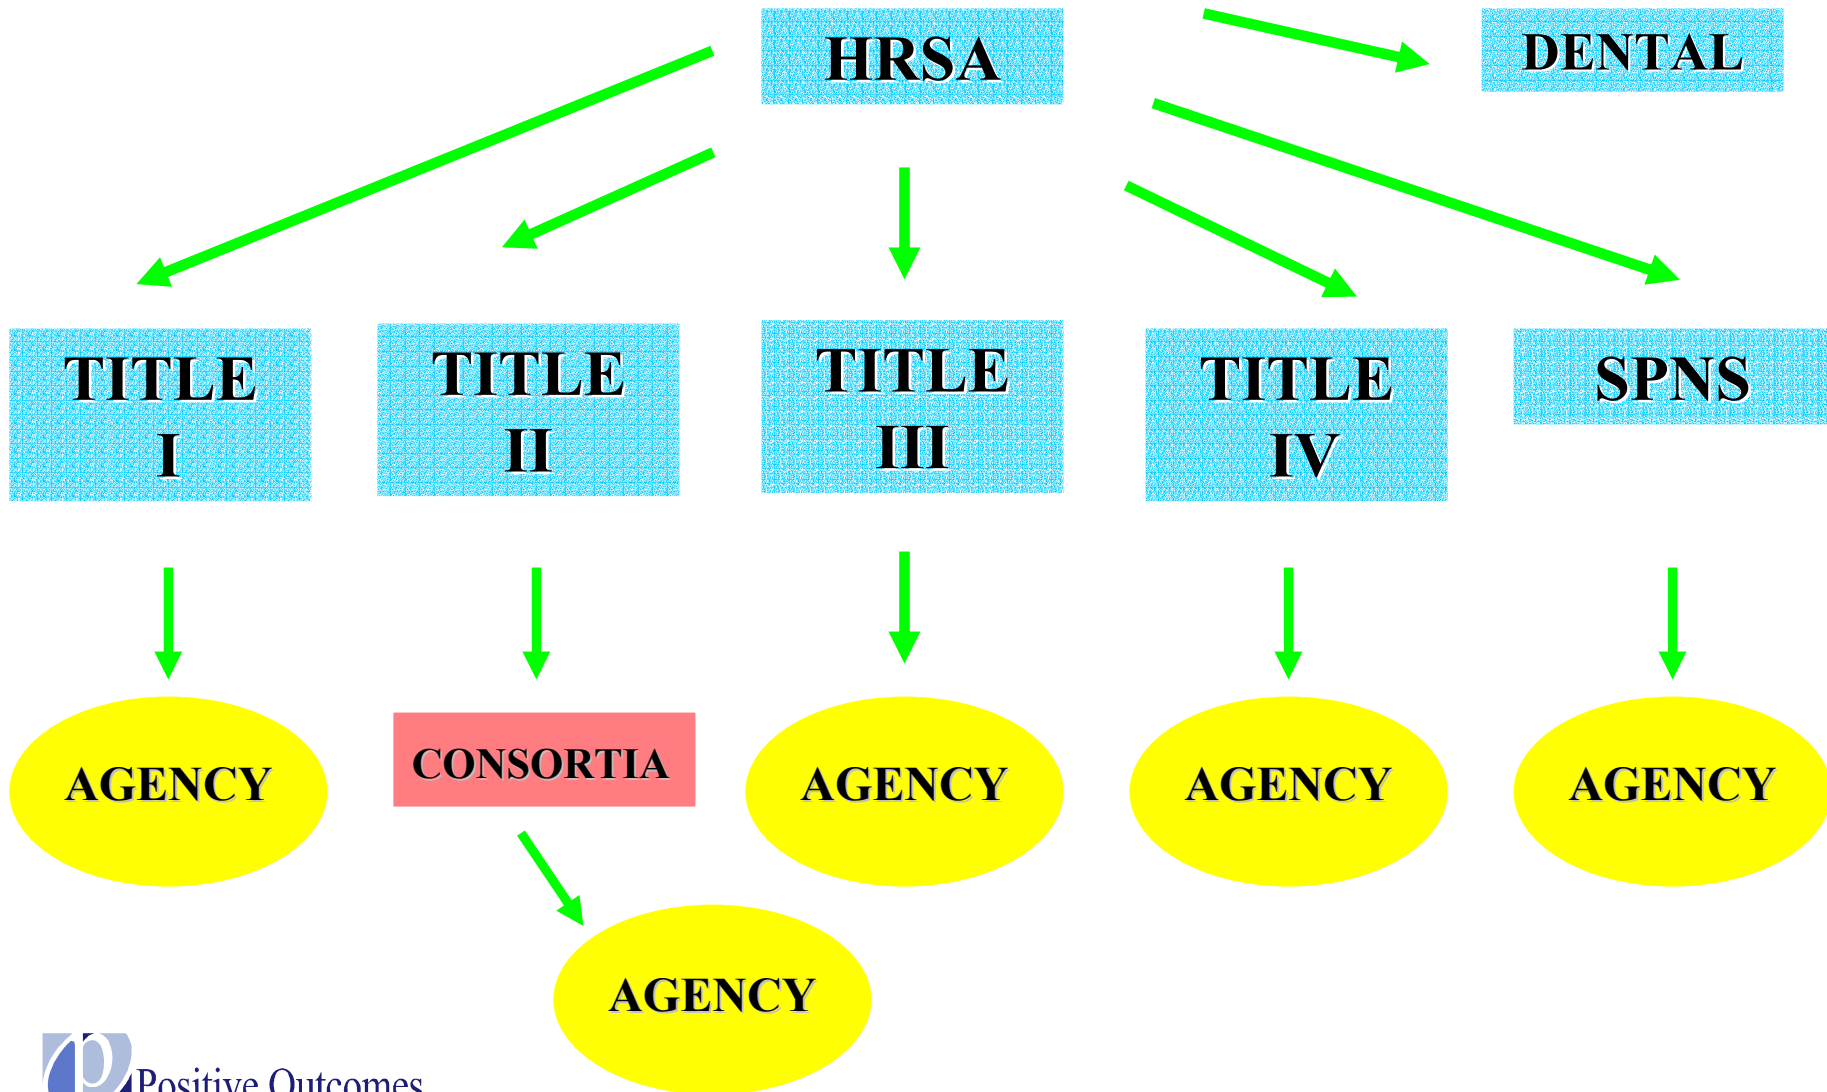 HRSA
DENTAL
TITLE
I
TITLE
II
TITLE
III
TITLE
IV
SPNS
AGENCY
CONSORTIA
AGENCY
AGENCY
AGENCY
AGENCY
p
Positive Outcomes